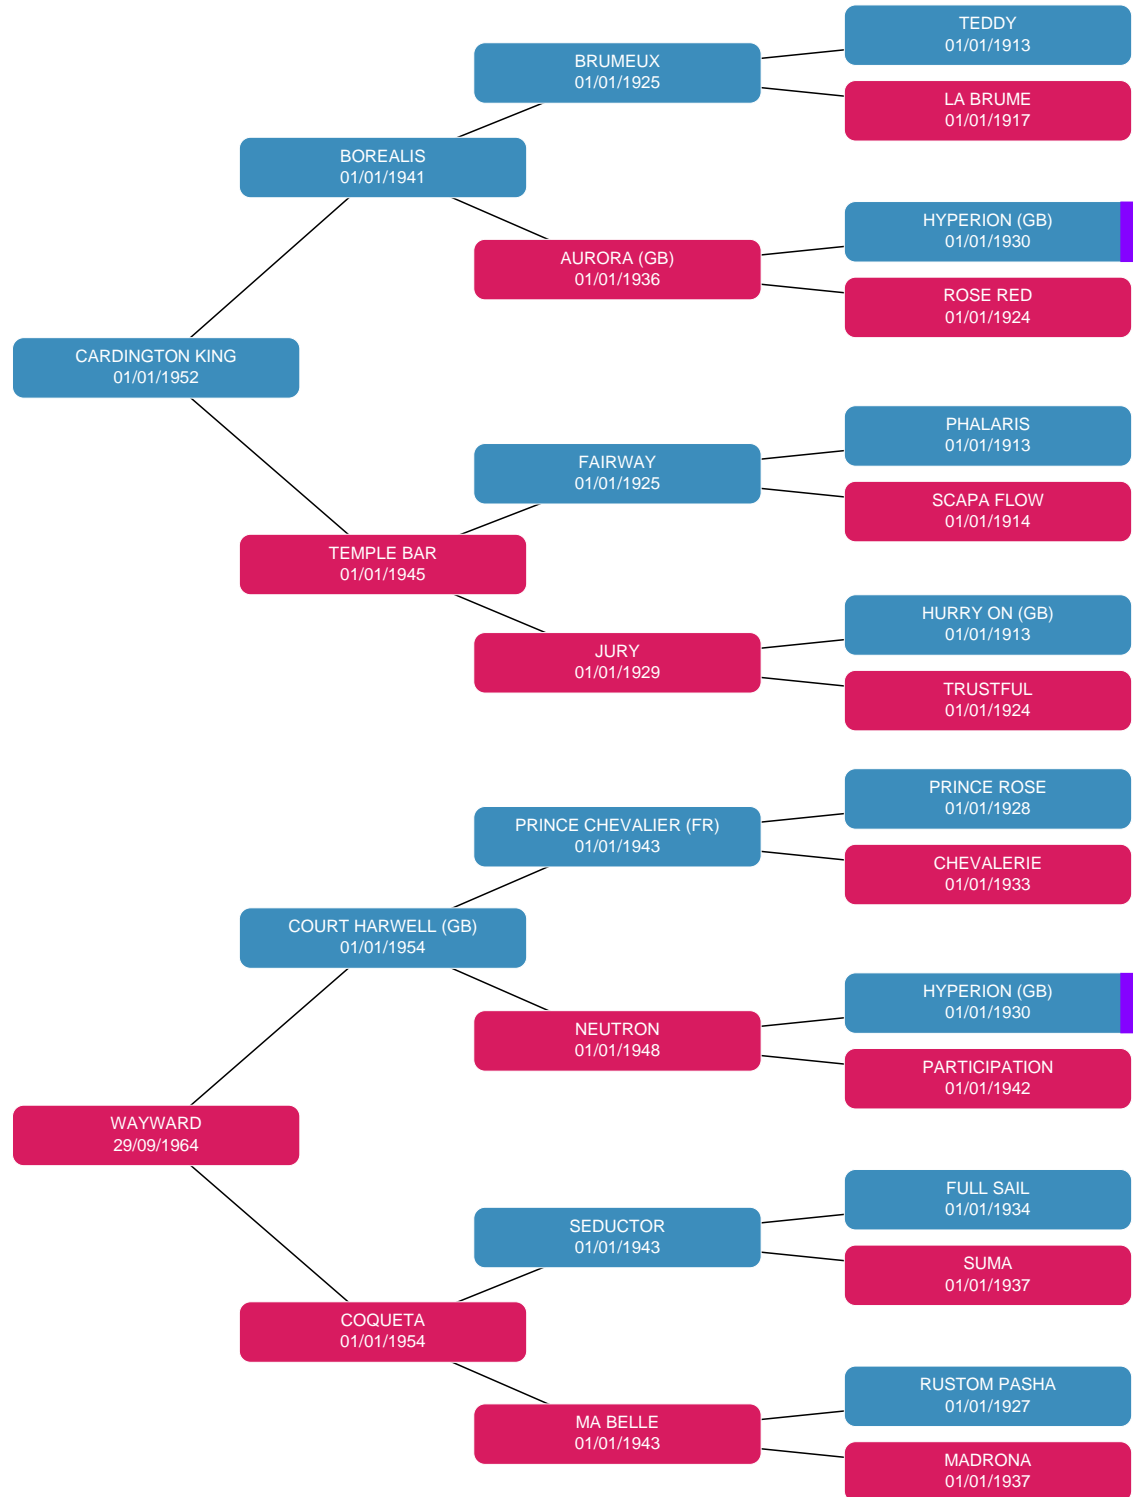 TEDDY
01/01/1913
BRUMEUX
01/01/1925
LA BRUME
01/01/1917
BOREALIS
01/01/1941
HYPERION (GB)
01/01/1930
AURORA (GB)
01/01/1936
ROSE RED
01/01/1924
CARDINGTON KING
01/01/1952
PHALARIS
01/01/1913
FAIRWAY
01/01/1925
SCAPA FLOW
01/01/1914
TEMPLE BAR
01/01/1945
HURRY ON (GB)
01/01/1913
JURY
01/01/1929
TRUSTFUL
01/01/1924
PRINCE ROSE
01/01/1928
PRINCE CHEVALIER (FR)
01/01/1943
CHEVALERIE
01/01/1933
COURT HARWELL (GB)
01/01/1954
HYPERION (GB)
01/01/1930
NEUTRON
01/01/1948
PARTICIPATION
01/01/1942
WAYWARD
29/09/1964
FULL SAIL
01/01/1934
SEDUCTOR
01/01/1943
SUMA
01/01/1937
COQUETA
01/01/1954
RUSTOM PASHA
01/01/1927
MA BELLE
01/01/1943
MADRONA
01/01/1937